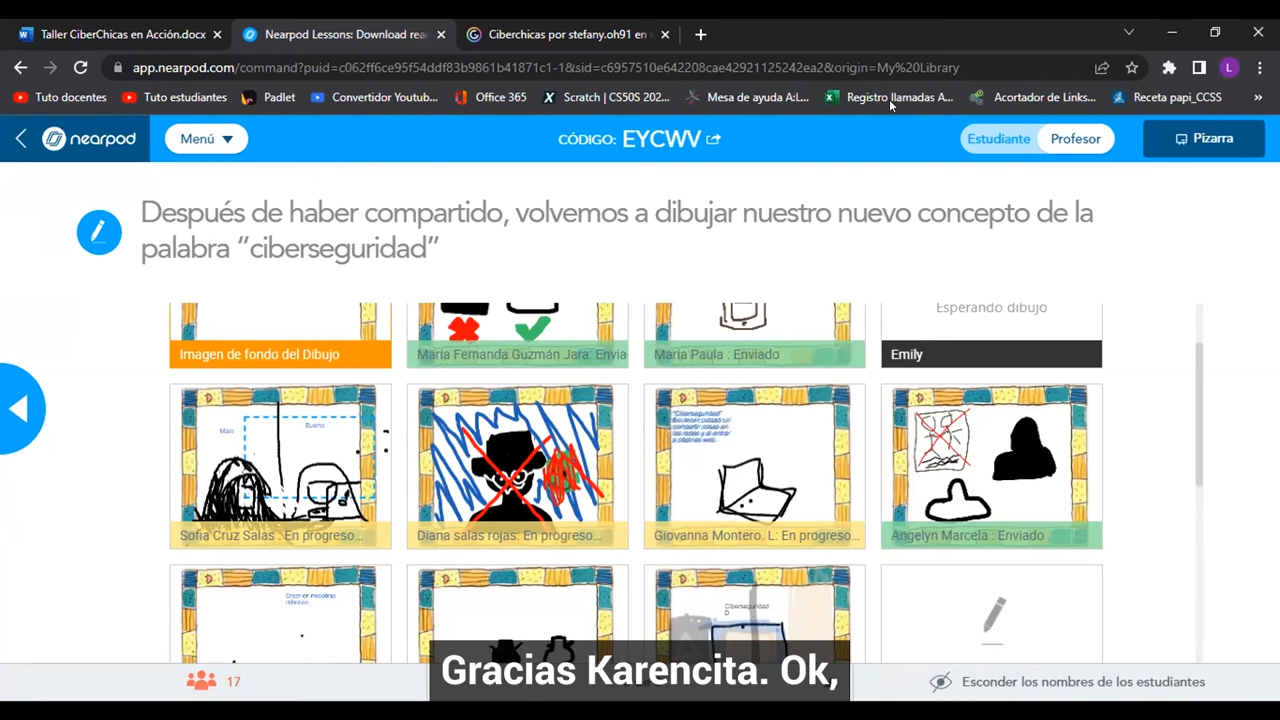 Taller CiberChicas en Acción.docx
Nearpod Lessons: Download rea
Ciberchicas por stefany.oh91 en
app.nearpod.com/command?puid=c062ff6ce95f54ddf83b9861b41871c1-1&sid=c6957510e642208cae42921125242ea2&origin=My%20Library
L
Tuto docentes
Tuto estudiantes
Padlet
Convertidor Youtub...
Office 365
Scratch | CS50S 202...
Mesa de ayuda A:L...
Registro llamadas A...
Acortador de Links...
Receta papi_CCSS
»
nearpod
Menú
CÓDIGO: EYCWV
Estudiante
Profesor
Pizarra
Después de haber compartido, volvemos a dibujar nuestro nuevo concepto de la
palabra “ciberseguridad”
Esperando dibujo
Imagen de fondo del Dibujo
María Fernanda Guzmán Jara: Envia
María Paula : Enviado
Emily
Malo
Bueno
"Ciberseguridad"
Sofía Cruz Salas : En progreso...
Diana salas rojas: En progreso...
Giovanna Montero. L: En progreso...
Angelyn Marcela : Enviado
Creer en nosotras
Ciberseguridad
D
Gracias Karencita. Ok,
17
Esconder los nombres de los estudiantes